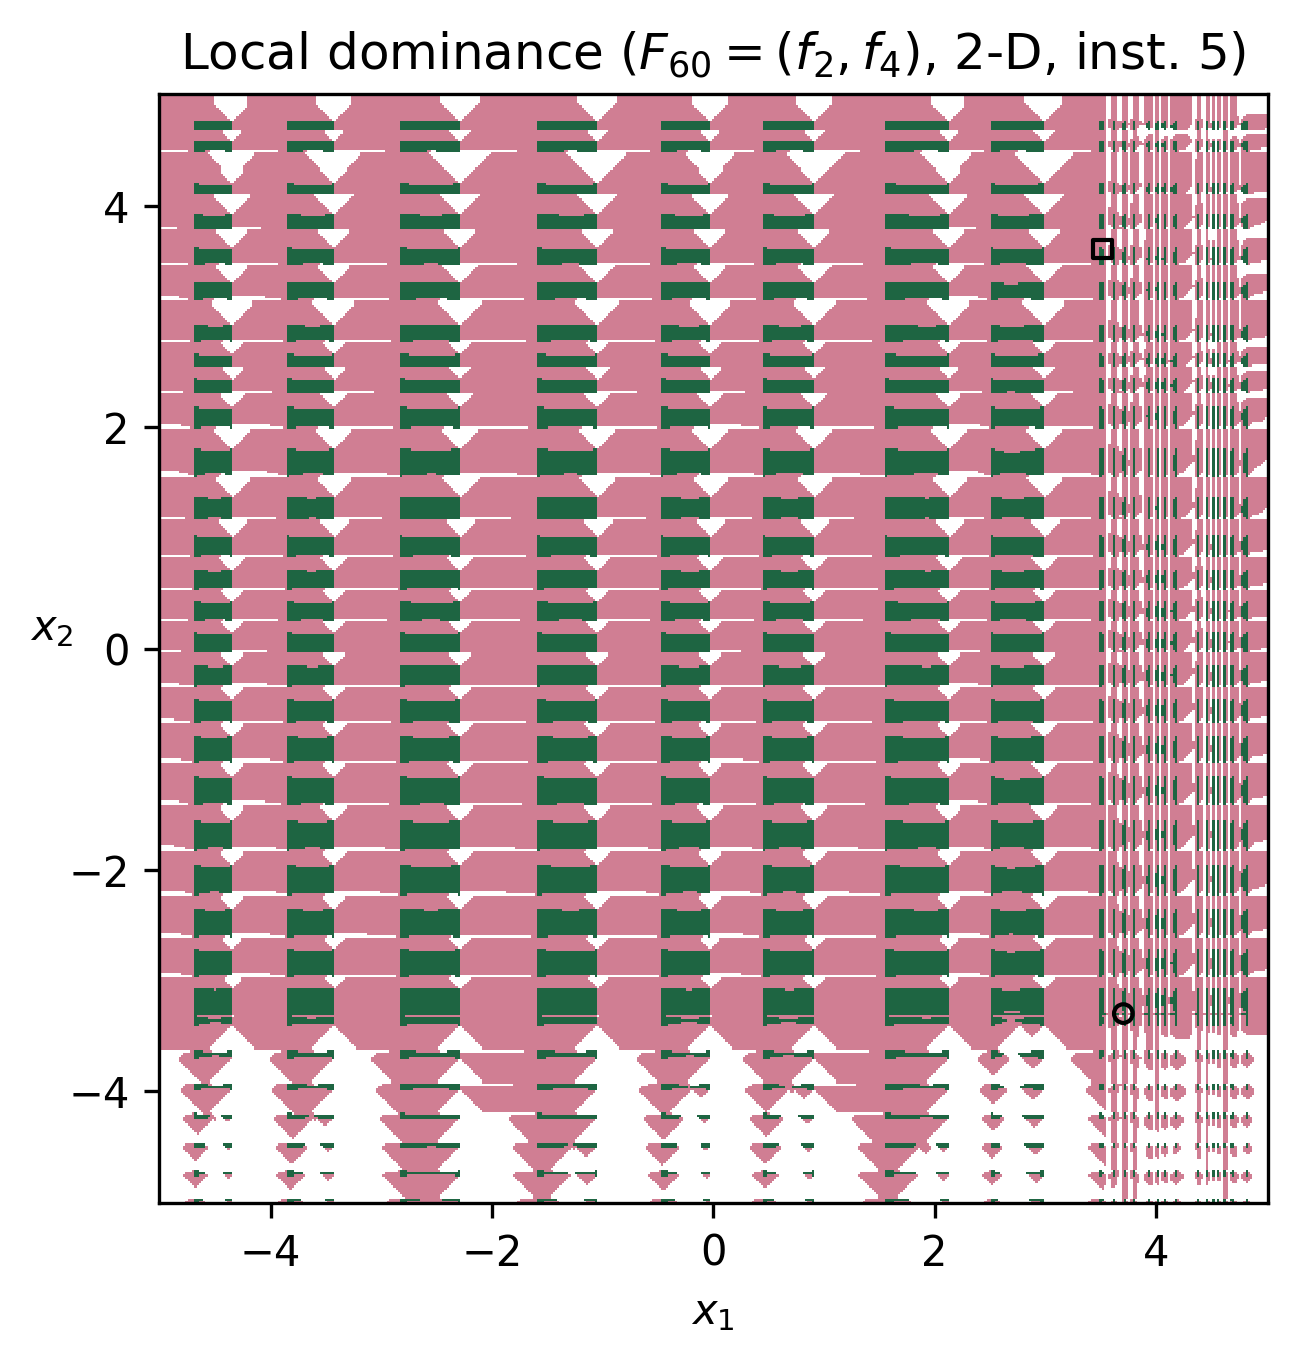 Local dominance (F₆₀ = (f₂, f₄), 2-D, inst. 5)
4
2
x₂
0
−2
−4
−4 −2 0 2 4
x₁